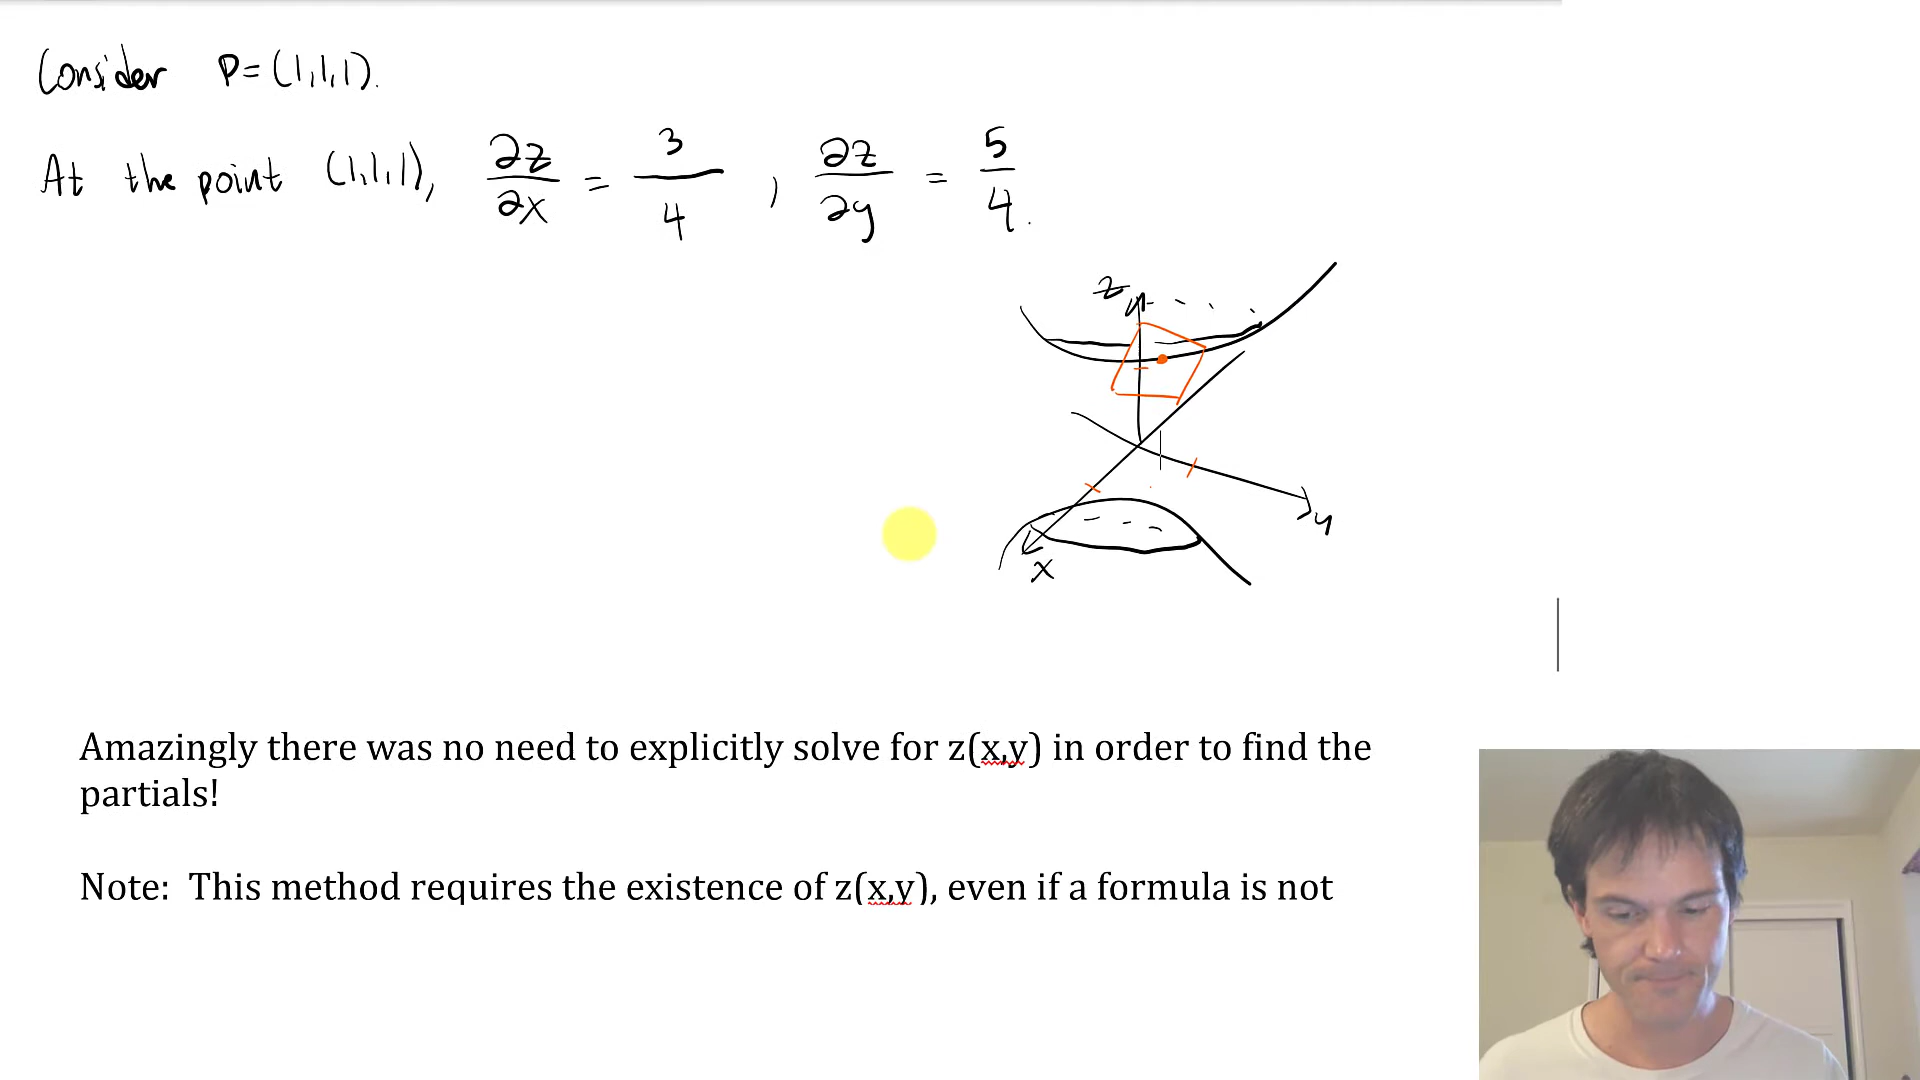 Consider P=(1,1,1).
At the point (1,1,1), ∂z/∂x = 3/4 , ∂z/∂y = 5/4.
z
y
x
Amazingly there was no need to explicitly solve for z(x,y) in order to find the
partials!
Note:  This method requires the existence of z(x,y), even if a formula is not